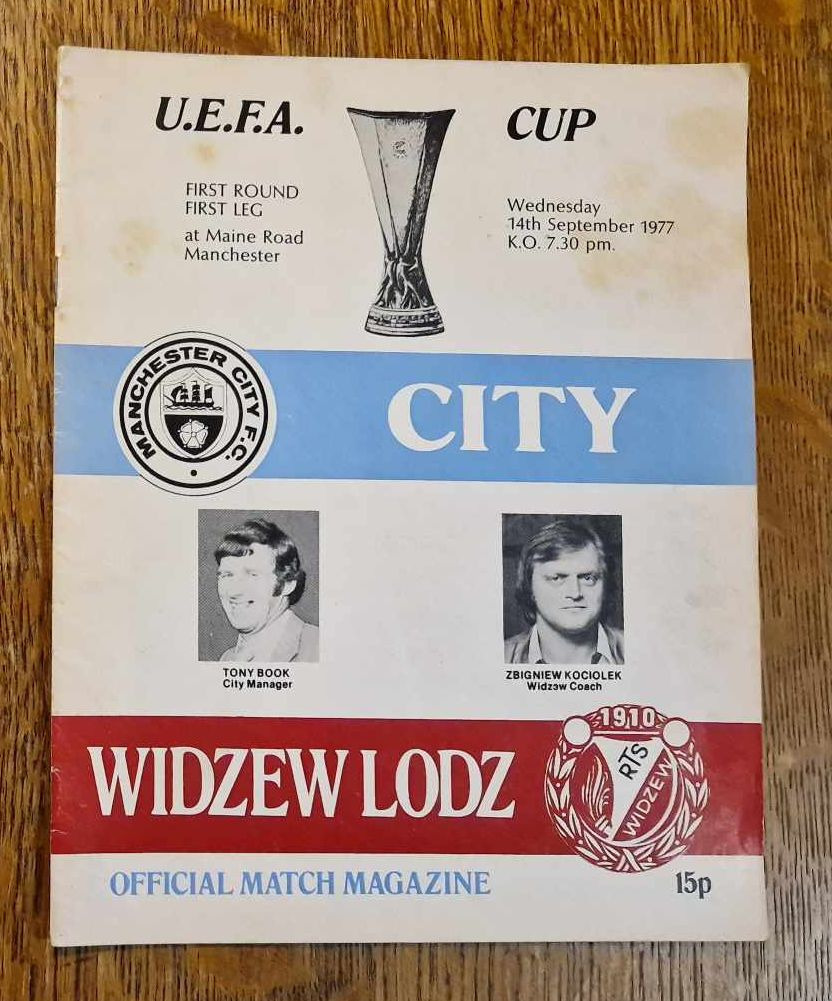 U.E.F.A. CUP
FIRST ROUND
FIRST LEG
at Maine Road
Manchester
Wednesday
14th September 1977
K.O. 7.30 pm.
MANCHESTER CITY F.C.
CITY
TONY BOOK
City Manager
ZBIGNIEW KOCIOLEK
Widzэw Coach
WIDZEW LODZ
1910
RTS
WIDZEW
OFFICIAL MATCH MAGAZINE
15p